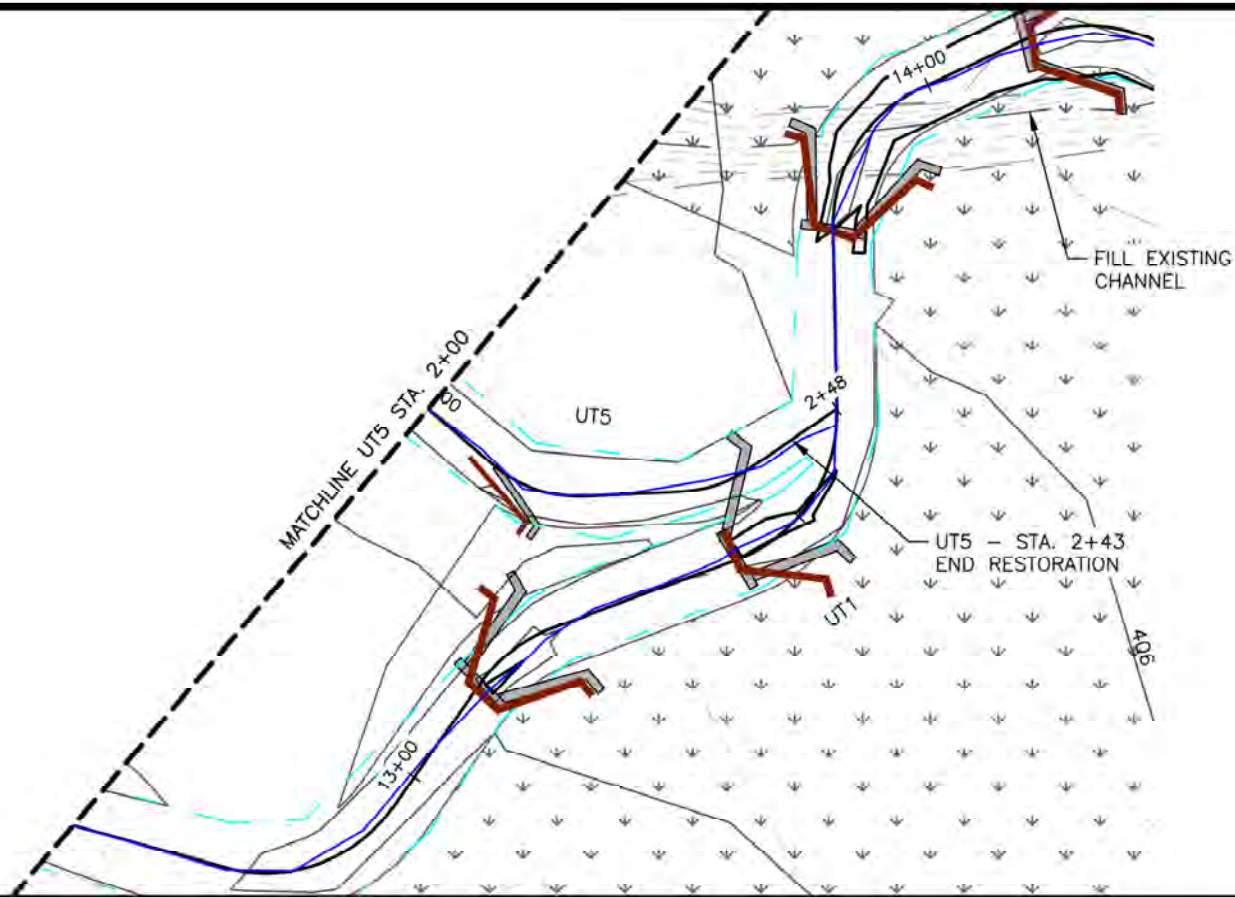 14+00
FILL EXISTING
CHANNEL
MATCHLINE UT5 STA. 2+00
00
UT5
2+48
UT5 - STA. 2+43
END RESTORATION
UT1
406
13+00